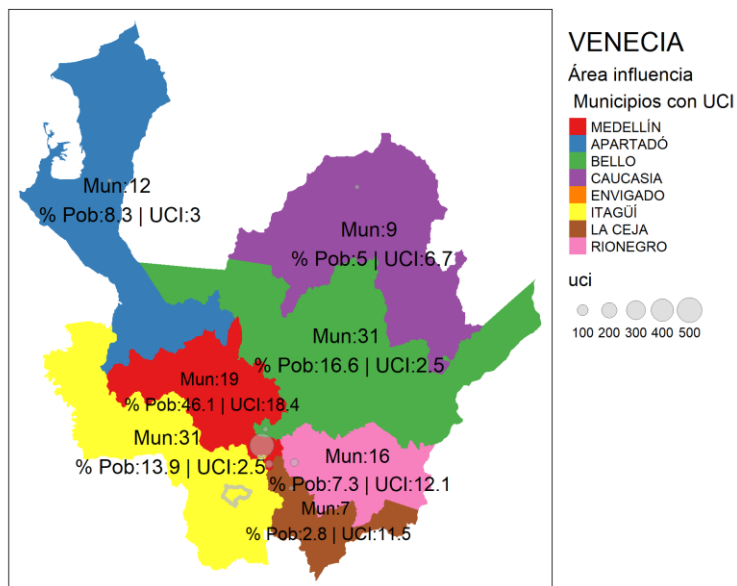 VENECIA
Área influencia
Municipios con UCI
MEDELLÍN
APARTADÓ
BELLO
CAUCASIA
ENVIGADO
ITAGÜÍ
LA CEJA
RIONEGRO
uci
100 200 300 400 500
Mun:12
% Pob:8.3 | UCI:3
Mun:9
% Pob:5 | UCI:6.7
Mun:31
% Pob:16.6 | UCI:2.5
Mun:19
% Pob:46.1 | UCI:18.4
Mun:31
% Pob:13.9 | UCI:2.5
Mun:16
% Pob:7.3 | UCI:12.1
Mun:7
% Pob:2.8 | UCI:11.5